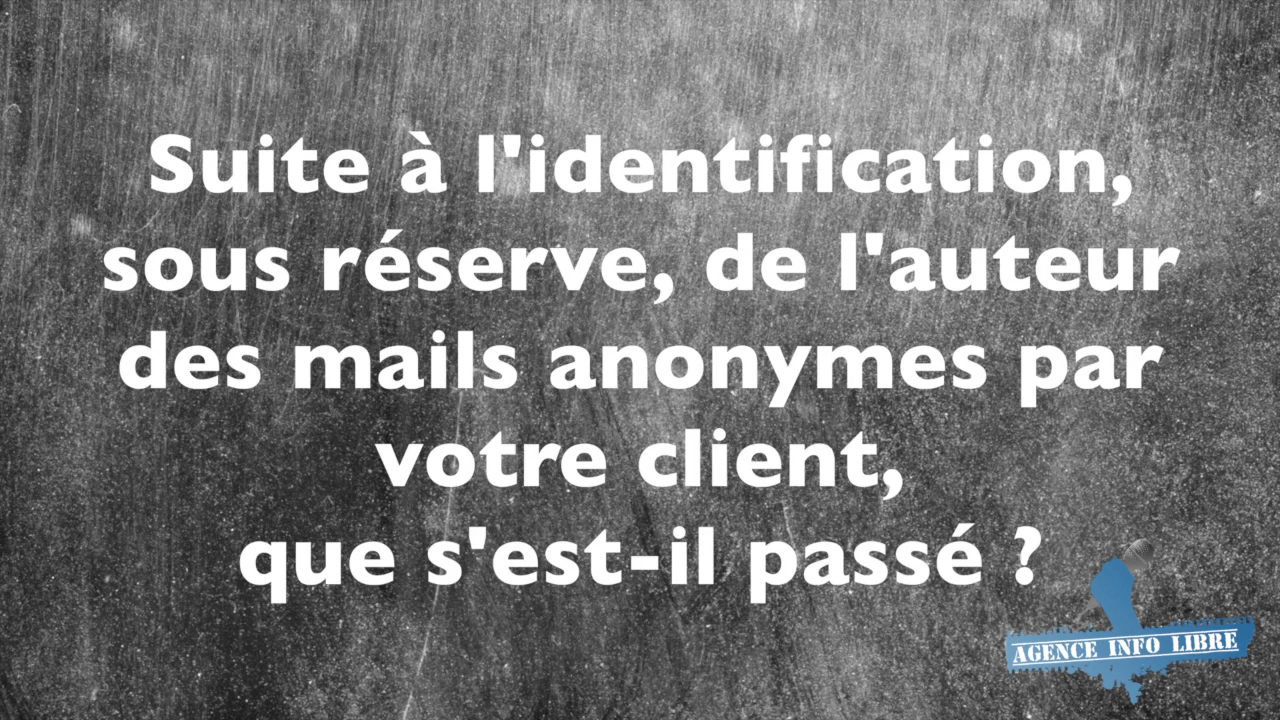 Suite à l'identification,
sous réserve, de l'auteur
des mails anonymes par
votre client,
que s'est-il passé ?
AGENCE INFO LIBRE